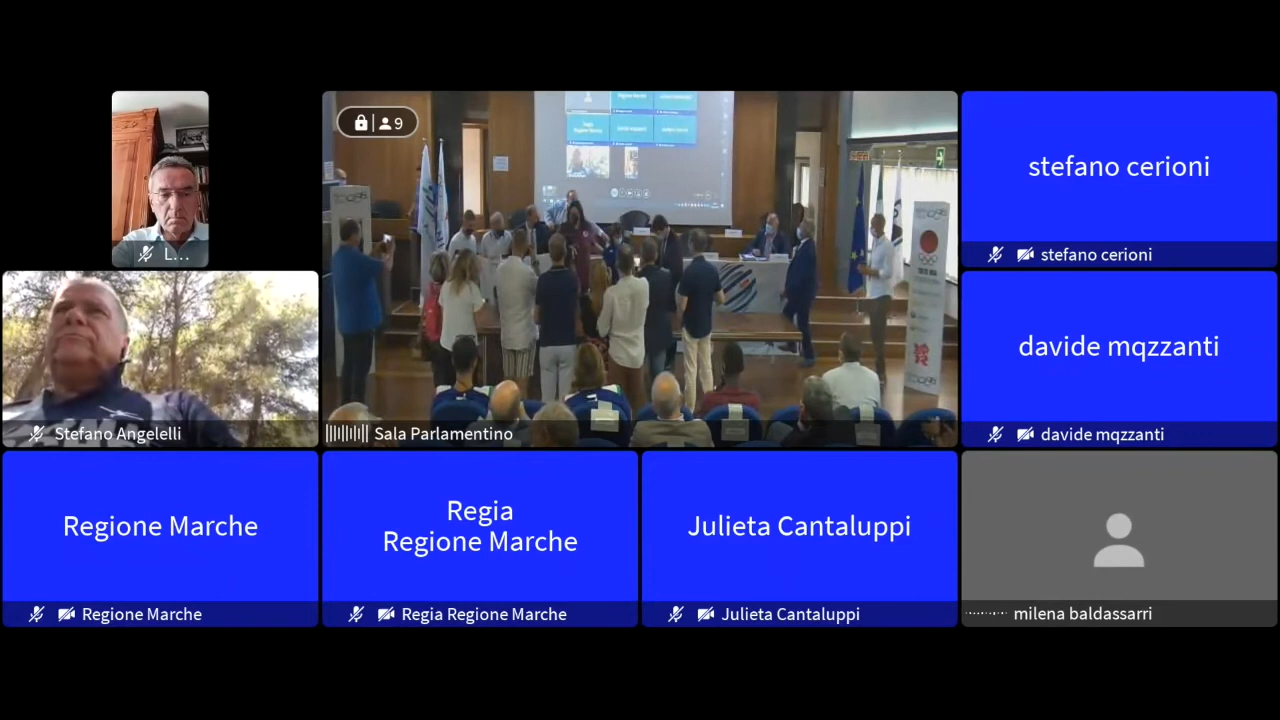 9
L...
Stefano Angelelli
Sala Parlamentino
stefano cerioni
stefano cerioni
davide mqzzanti
davide mqzzanti
Regione Marche
Regione Marche
Regia
Regione Marche
Regia Regione Marche
Julieta Cantaluppi
Julieta Cantaluppi
milena baldassarri